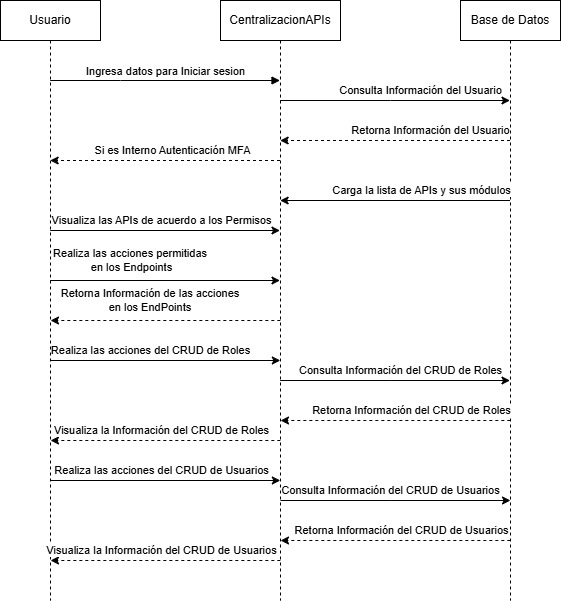 Usuario
CentralizacionAPIs
Base de Datos
Ingresa datos para Iniciar sesion
Consulta Información del Usuario
Retorna Información del Usuario
Si es Interno Autenticación MFA
Carga la lista de APIs y sus módulos
Visualiza las APIs de acuerdo a los Permisos
Realiza las acciones permitidas
en los Endpoints
Retorna Información de las acciones
en los EndPoints
Realiza las acciones del CRUD de Roles
Consulta Información del CRUD de Roles
Retorna Información del CRUD de Roles
Visualiza la Información del CRUD de Roles
Realiza las acciones del CRUD de Usuarios
Consulta Información del CRUD de Usuarios
Retorna Información del CRUD de Usuarios
Visualiza la Información del CRUD de Usuarios